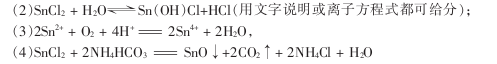 (2)SnCl₂ + H₂O⇌Sn(OH)Cl+HCl(用文字说明或离子方程式都可给分);
(3)2Sn²⁺ + O₂ + 4H⁺══ 2Sn⁴⁺ + 2H₂O,
(4)SnCl₂ + 2NH4HCO₃ ══ SnO↓+2CO₂↑ + 2NH4Cl + H₂O